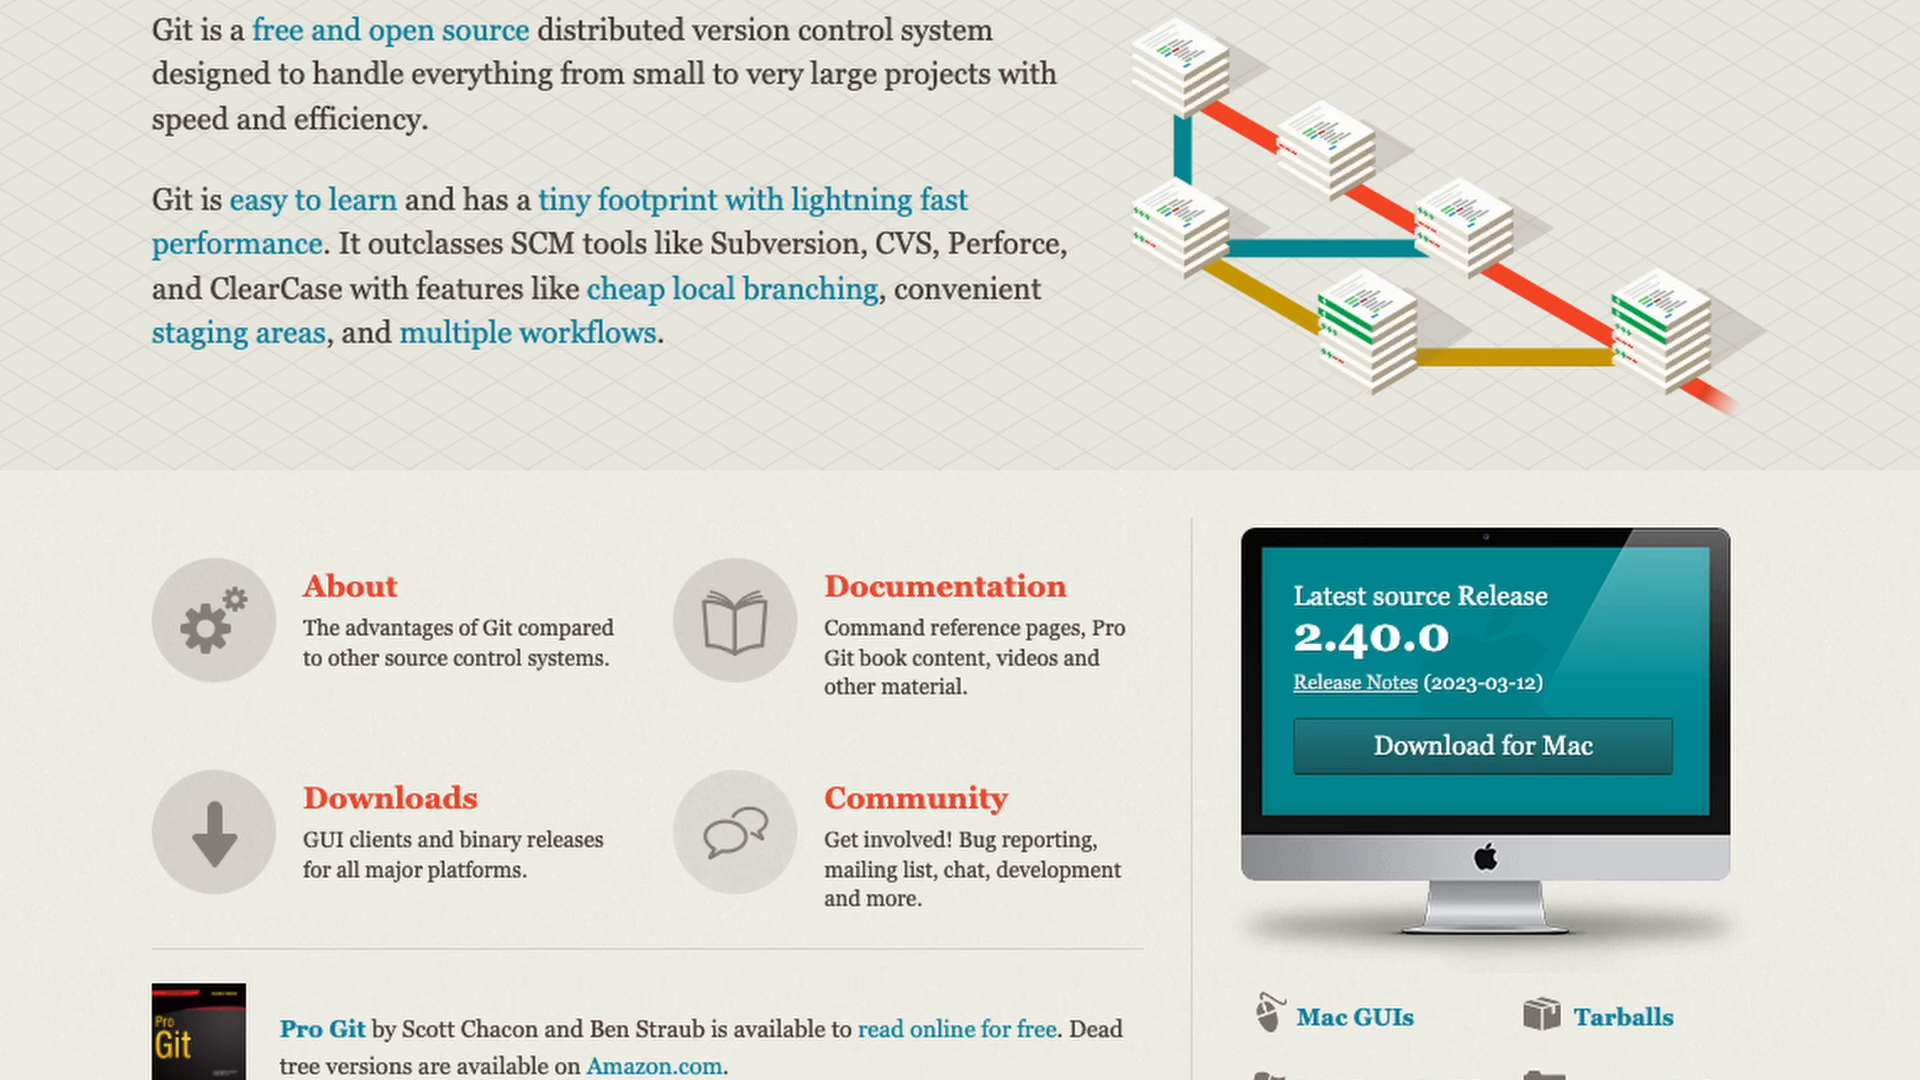 Git is a free and open source distributed version control system
designed to handle everything from small to very large projects with
speed and efficiency.
Git is easy to learn and has a tiny footprint with lightning fast
performance. It outclasses SCM tools like Subversion, CVS, Perforce,
and ClearCase with features like cheap local branching, convenient
staging areas, and multiple workflows.
About
The advantages of Git compared
to other source control systems.
Documentation
Command reference pages, Pro
Git book content, videos and
other material.
Downloads
GUI clients and binary releases
for all major platforms.
Community
Get involved! Bug reporting,
mailing list, chat, development
and more.
Pro
Git
Pro Git by Scott Chacon and Ben Straub is available to read online for free. Dead
tree versions are available on Amazon.com.
Latest source Release
2.40.0
Release Notes (2023-03-12)
Download for Mac
Mac GUIs
Tarballs